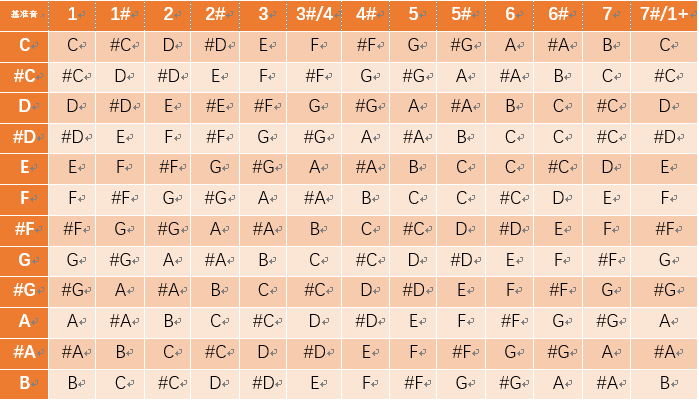 基准音 1 1# 2 2# 3 3#/4 4# 5 5# 6 6# 7 7#/1+
C C #C D #D E F #F G #G A #A B C
#C #C D #D E F #F G #G A #A B C #C
D D #D E #E #F G #G A #A B C #C D
#D #D E F #F G #G A #A B C C #C #D
E E F #F G #G A #A B C C #C D E
F F #F G #G A #A B C C #C D E F
#F #F G #G A #A B C #C D #D E F #F
G G #G A #A B C #C D #D E F #F G
#G #G A #A B C #C D #D E F #F G #G
A A #A B C #C D #D E F #F G #G A
#A #A B C #C D #D E F #F G #G A #A
B B C #C D #D E F #F G #G A #A B